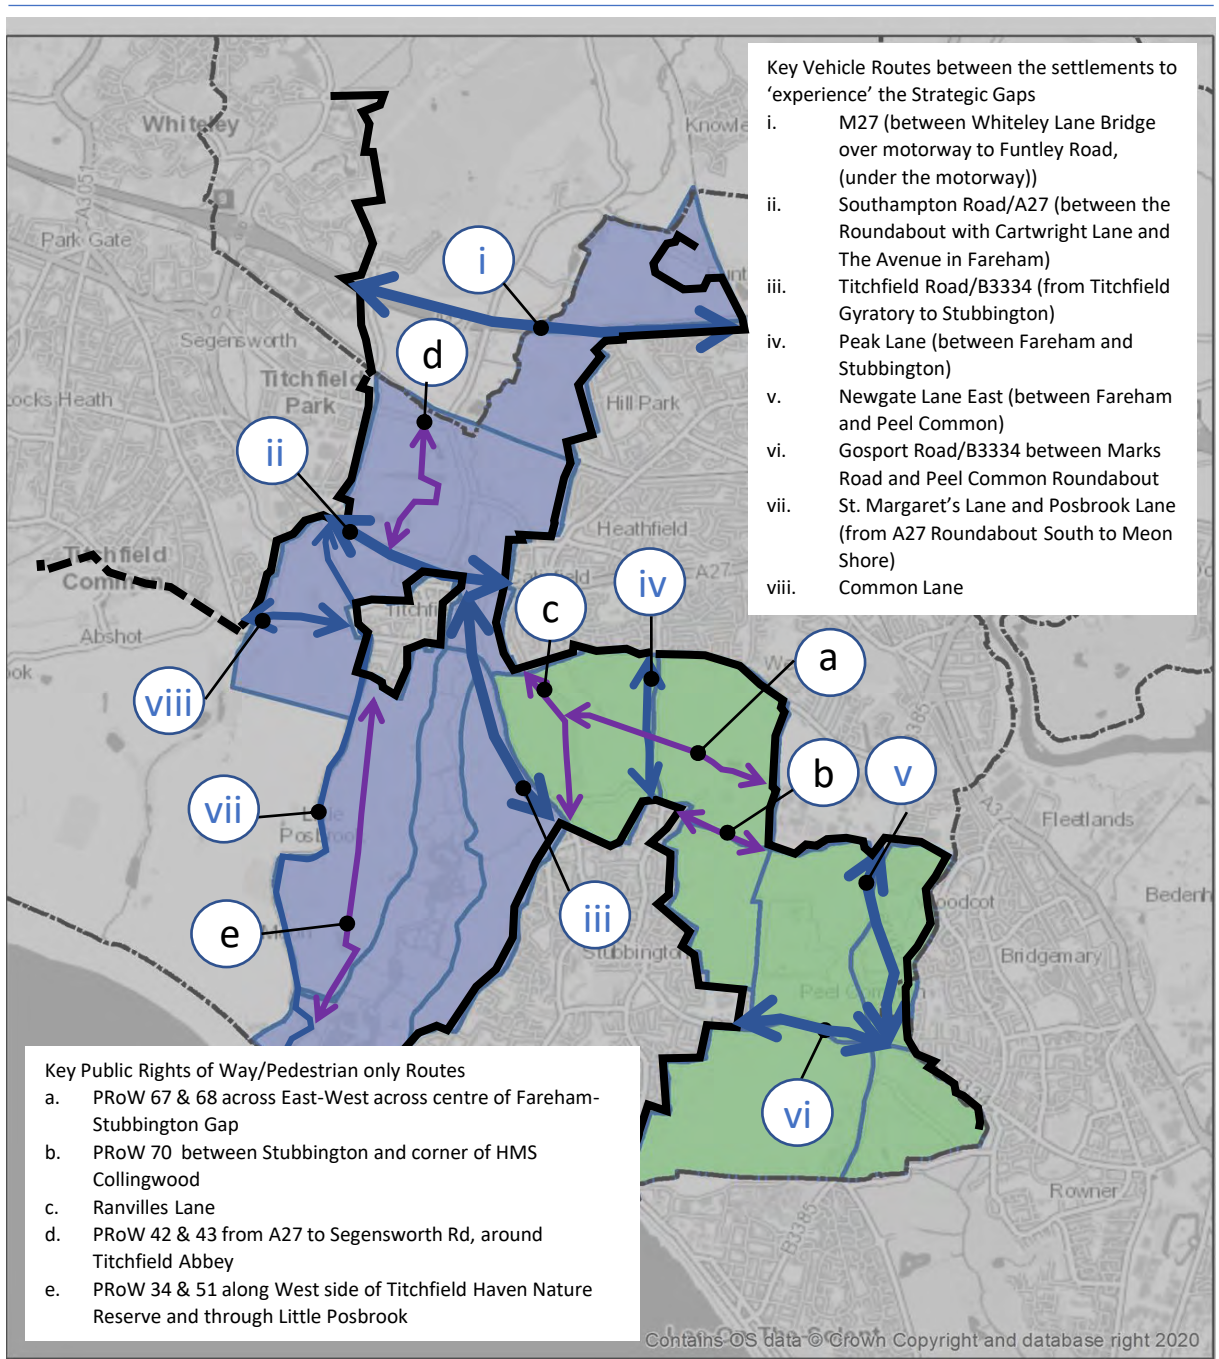 Key Vehicle Routes between the settlements to
‘experience’ the Strategic Gaps
i. M27 (between Whiteley Lane Bridge
over motorway to Funtley Road,
(under the motorway))
ii. Southampton Road/A27 (between the
Roundabout with Cartwright Lane and
The Avenue in Fareham)
iii. Titchfield Road/B3334 (from Titchfield
Gyratory to Stubbington)
iv. Peak Lane (between Fareham and
Stubbington)
v. Newgate Lane East (between Fareham
and Peel Common)
vi. Gosport Road/B3334 between Marks
Road and Peel Common Roundabout
vii. St. Margaret’s Lane and Posbrook Lane
(from A27 Roundabout South to Meon
Shore)
viii. Common Lane
Whiteley
Knowle
A3051
Park Gate
i
Segensworth
d
Titchfield
Park
Locks Heath
Hill Park
ii
Heathfield
Titchfield
Common
iv
A27
c
Abshot
a
viii
b
v
vii
A32
B3385
Fleetlands
Little
Posbrook
iii
e
Bedenh
Stubbington
Bridgemary
Peel Common
vi
Rowner
B3385
Key Public Rights of Way/Pedestrian only Routes
a. PRoW 67 & 68 across East-West across centre of Fareham-
Stubbington Gap
b. PRoW 70 between Stubbington and corner of HMS
Collingwood
c. Ranvilles Lane
d. PRoW 42 & 43 from A27 to Segensworth Rd, around
Titchfield Abbey
e. PRoW 34 & 51 along West side of Titchfield Haven Nature
Reserve and through Little Posbrook
Contains OS data © Crown Copyright and database right 2020